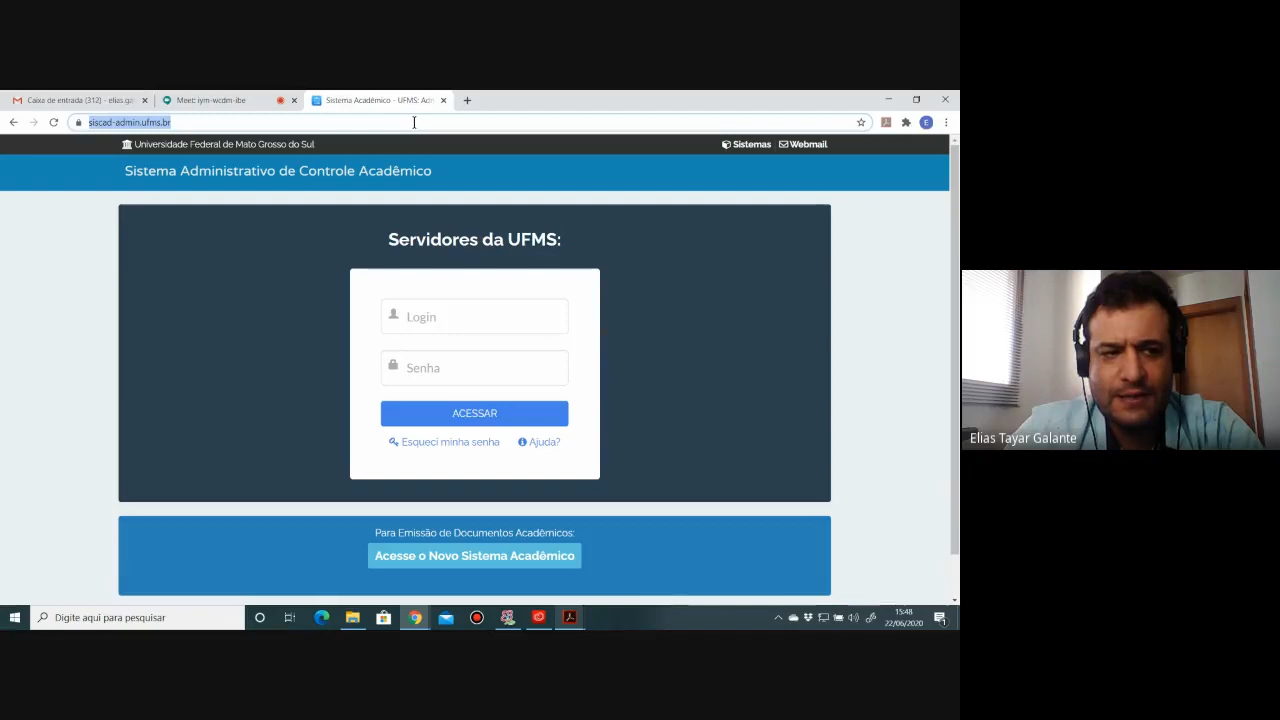 Caixa de entrada (312) - elias.ga
Meet: iym-wcdm-ibe
Sistema Acadêmico - UFMS: Adm
siscad-admin.ufms.br
E
Universidade Federal de Mato Grosso do Sul
Sistemas
Webmail
Sistema Administrativo de Controle Acadêmico
Servidores da UFMS:
Login
Senha
ACESSAR
Esqueci minha senha
Ajuda?
Para Emissão de Documentos Acadêmicos:
Acesse o Novo Sistema Acadêmico
Elias Tayar Galante
Digite aqui para pesquisar
15:48
22/06/2020